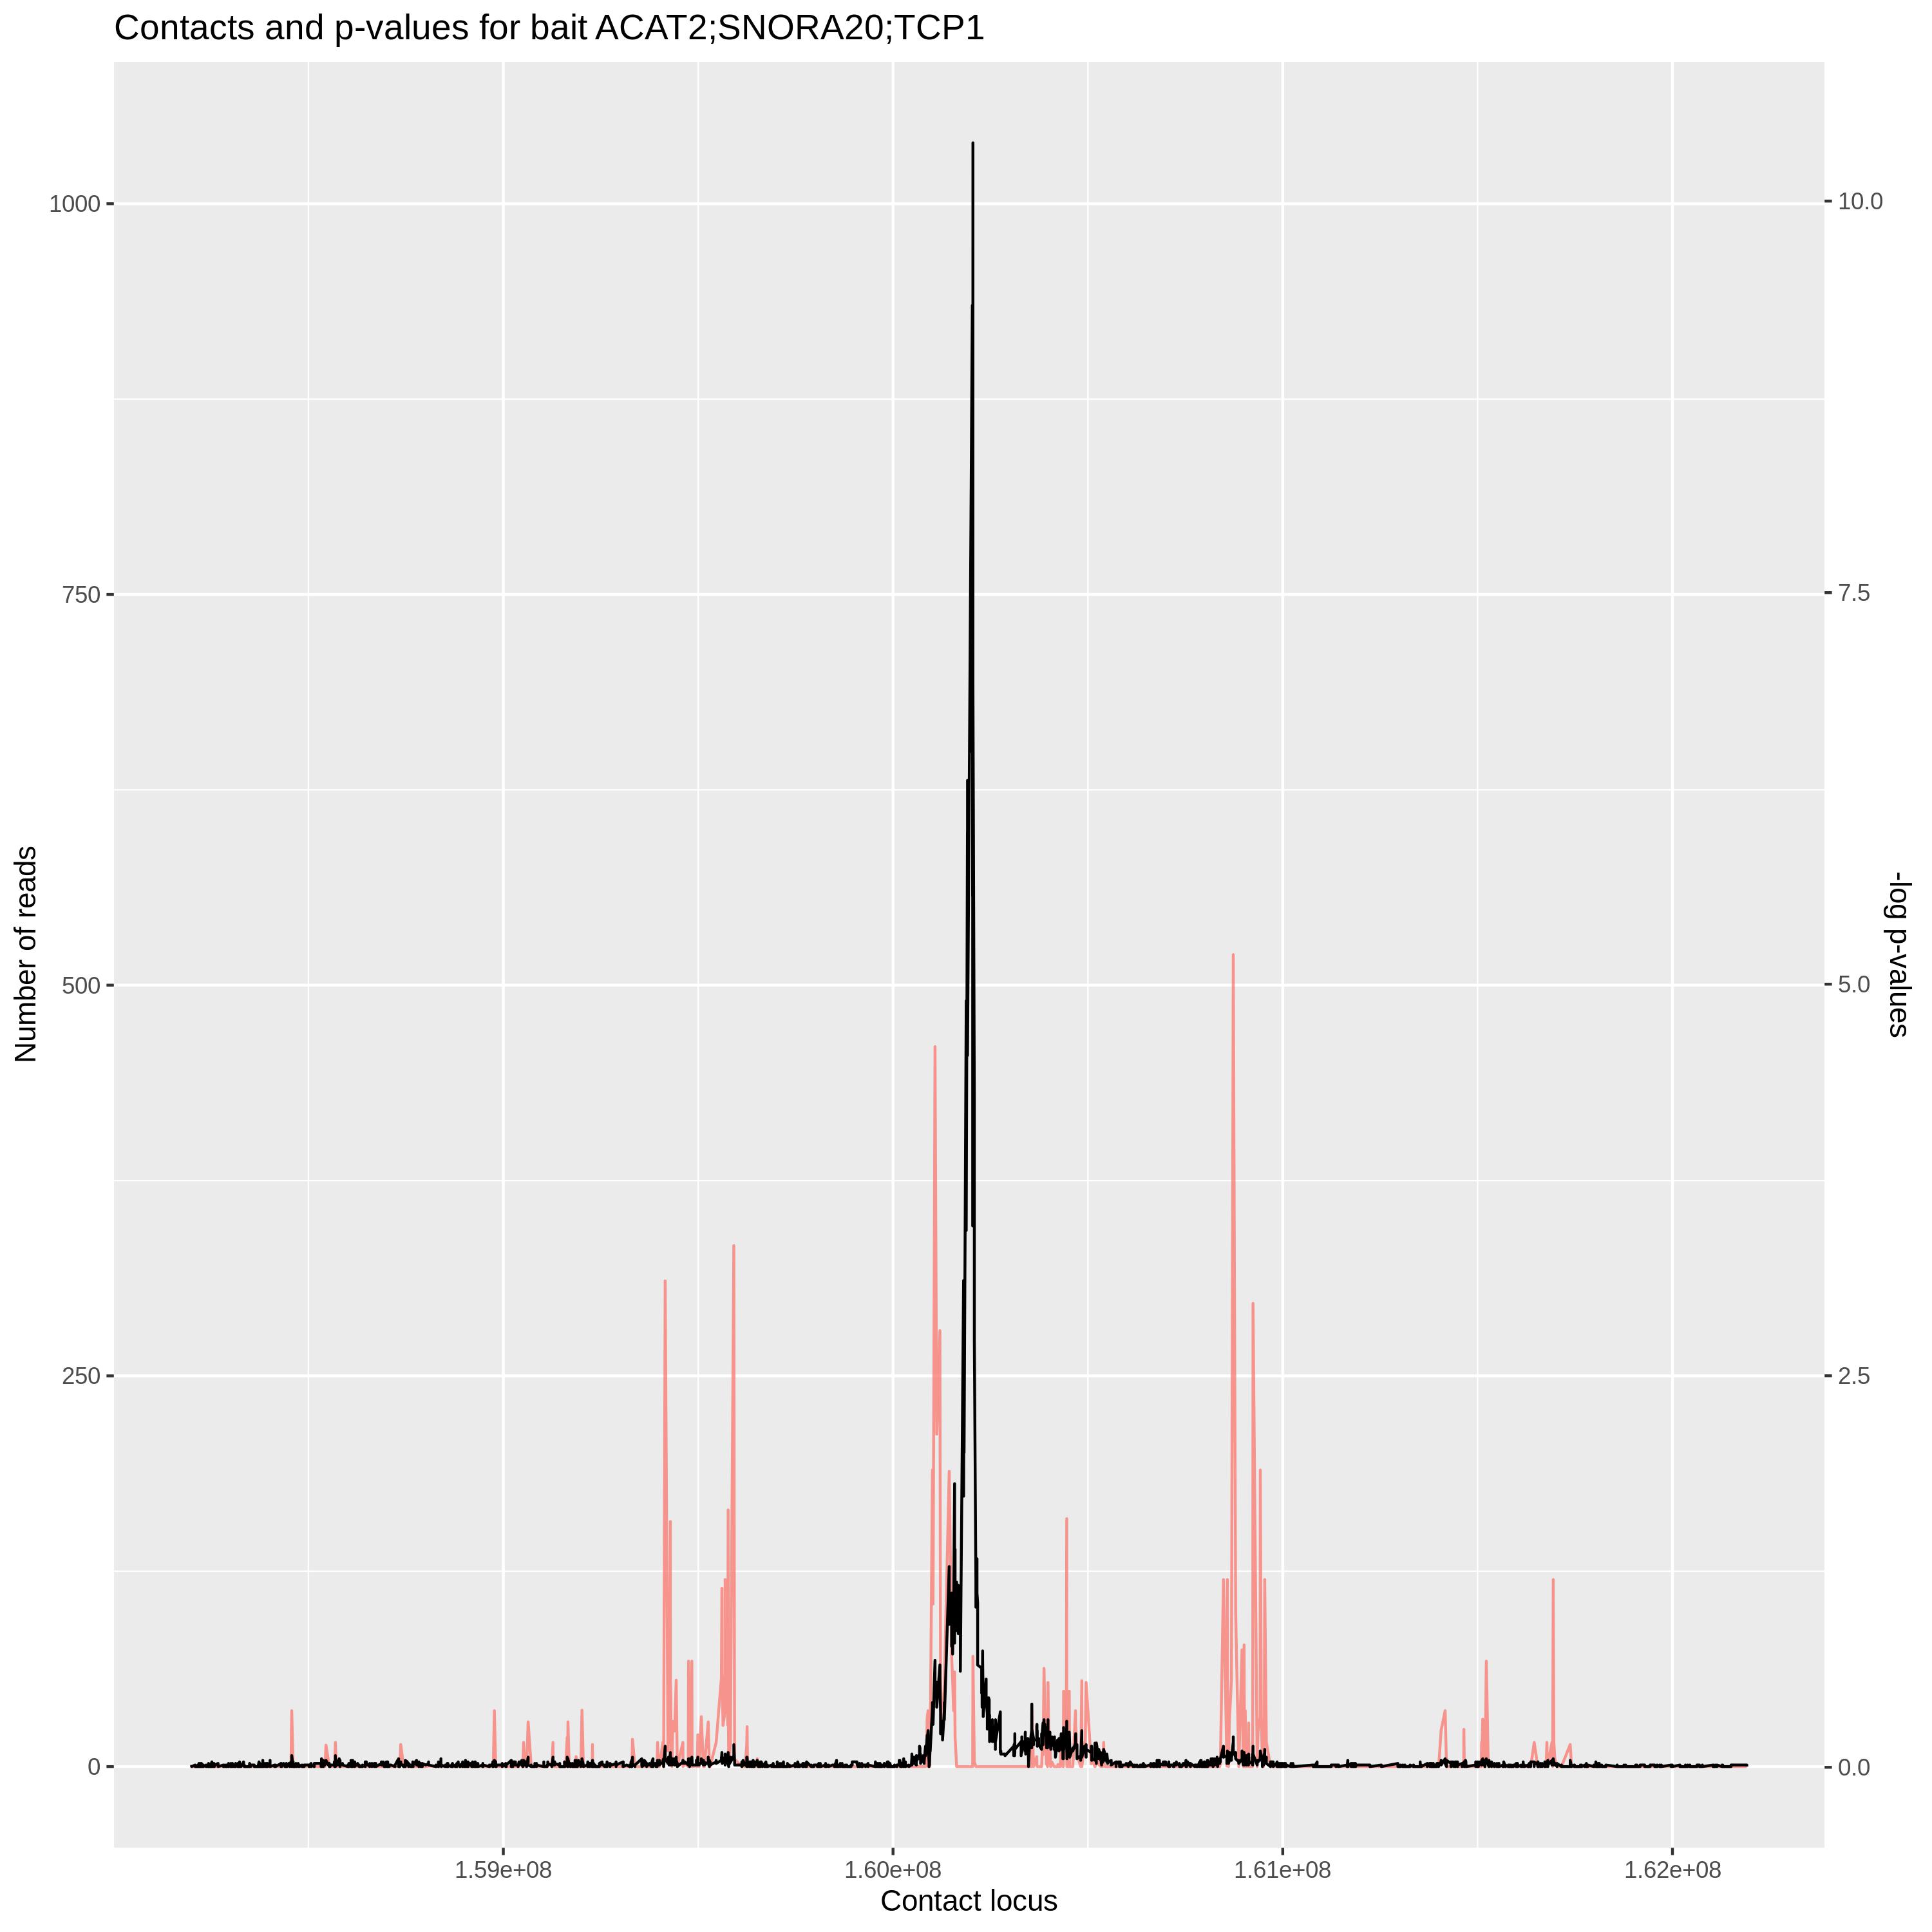 Contacts and p-values for bait ACAT2;SNORA20;TCP1
Number of reads
1000
750
500
250
0
10.0
7.5
5.0
2.5
0.0
-log p-values
1.59e+08
1.60e+08
1.61e+08
1.62e+08
Contact locus